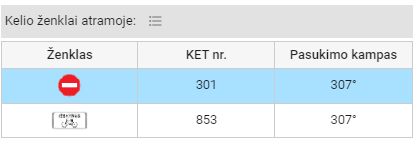 Kelio ženklai atramoje:
Ženklas KET nr. Pasukimo kampas
301 307°
853 307°